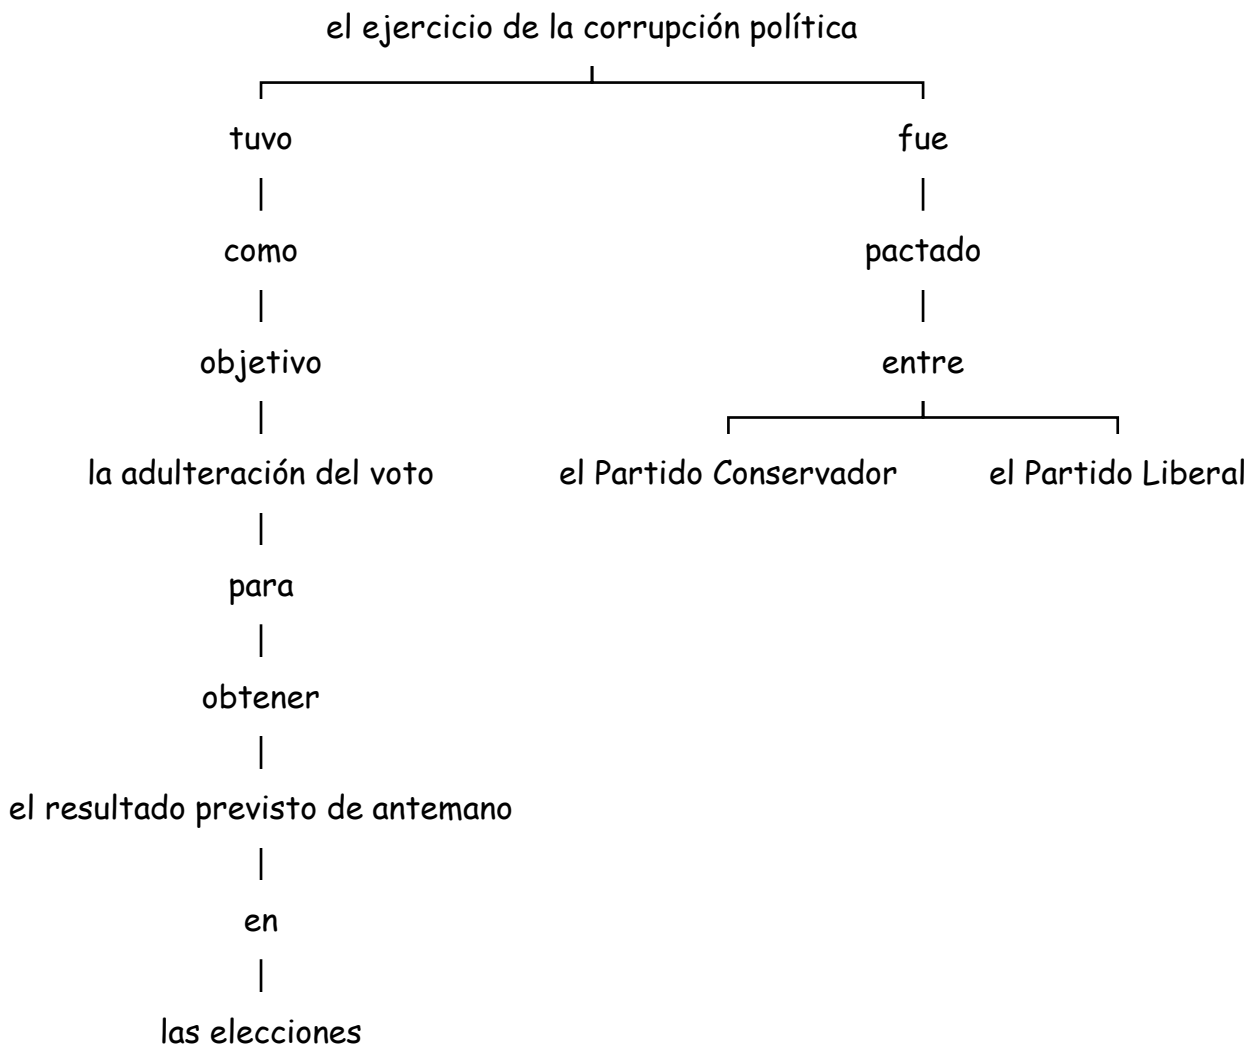 el ejercicio de la corrupción política
tuvo
fue
como
pactado
objetivo
entre
la adulteración del voto
el Partido Conservador
el Partido Liberal
para
obtener
el resultado previsto de antemano
en
las elecciones